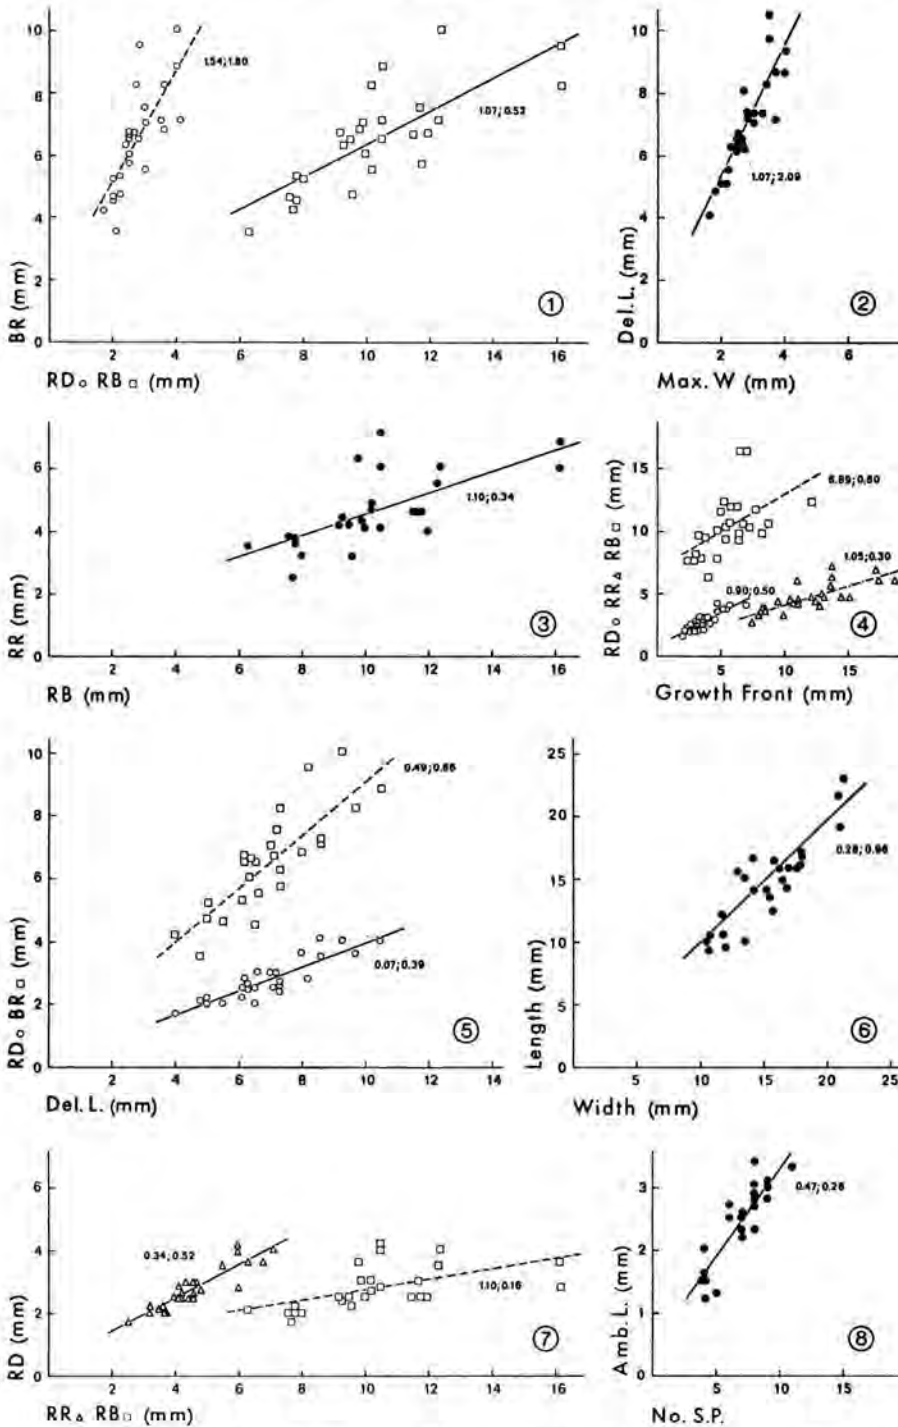 10
8
6
4
2
0
BR (mm)
1.54; 1.80
1.07; 0.52
①
2 4 6 8 10 12 14 16
RD○ RB□ (mm)
10
8
6
4
2
0
Del. L. (mm)
1.07; 2.09
②
2 4 6
Max. W (mm)
6
4
2
0
RR (mm)
1.10; 0.34
③
2 4 6 8 10 12 14 16
RB (mm)
15
10
5
0
RD○ RR△ RB□ (mm)
6.89; 0.60
1.05; 0.30
0.90; 0.50
④
5 10 15
Growth Front (mm)
10
8
6
4
2
0
RD○ BR□ (mm)
0.49; 0.86
0.07; 0.39
⑤
2 4 6 8 10 12 14
Del. L. (mm)
25
20
15
10
5
0
Length (mm)
0.28; 0.96
⑥
5 10 15 20 25
Width (mm)
6
4
2
0
RD (mm)
0.34; 0.52
1.10; 0.16
⑦
2 4 6 8 10 12 14 16
RR△ RB□ (mm)
3
2
1
0
Amb. L. (mm)
0.47; 0.26
⑧
5 10 15
No. S.P.